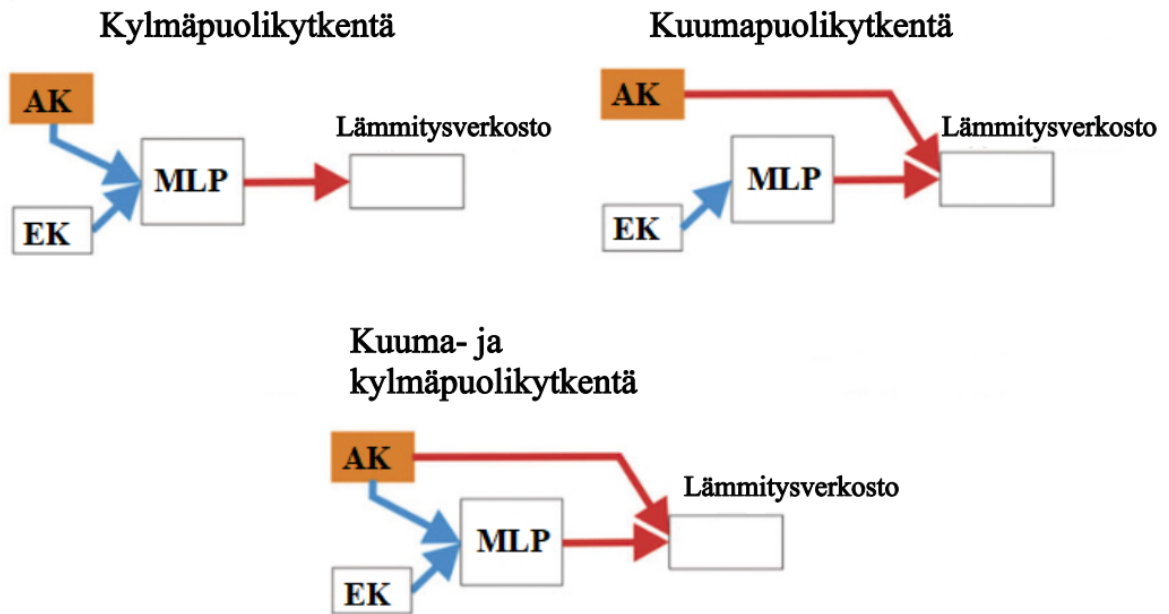 Kylmäpuolikytkentä
AK
Lämmitysverkosto
MLP
EK
Kuumapuolikytkentä
AK
Lämmitysverkosto
MLP
EK
Kuuma- ja
kylmäpuolikytkentä
AK
Lämmitysverkosto
MLP
EK